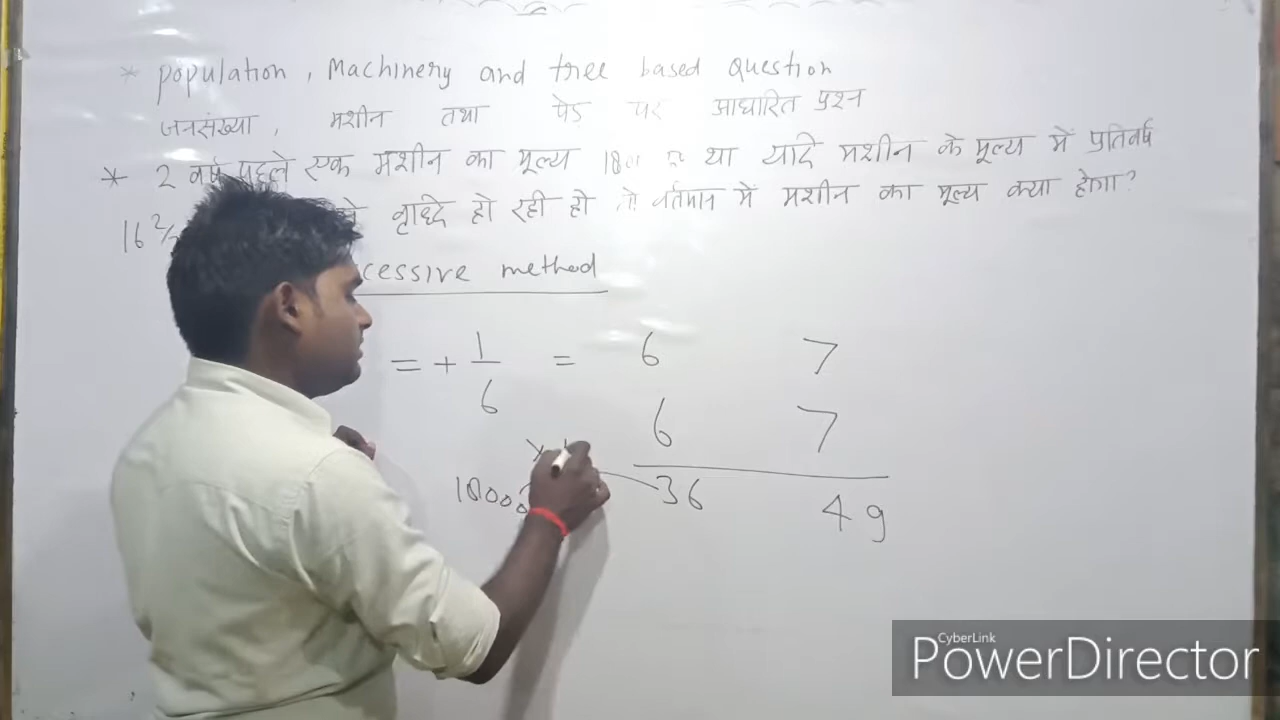 * population, Machinery and tree based Question
जनसंख्या, मशीन तथा पेड़ पर आधारित प्रश्न
* 2 वर्ष पहले एक मशीन का मूल्य था यदि मशीन के मूल्य में प्रतिवर्ष
16 2/ वृद्धि हो रही हो तो वर्तमान में मशीन का मूल्य क्या होगा?
cessive method
= + 1/6 = 6 7
6 7
18000 36 49
CyberLink
PowerDirector